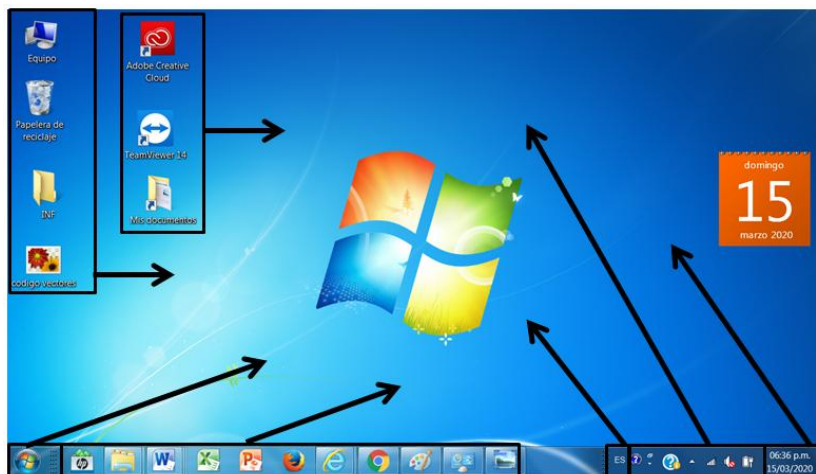 Equipo
Papelera de
reciclaje
INF
codigo vectores
Adobe Creative
Cloud
TeamViewer 14
Mis documentos
domingo
15
marzo 2020
hp
W
X
P
ES
06:36 p.m.
15/03/2020